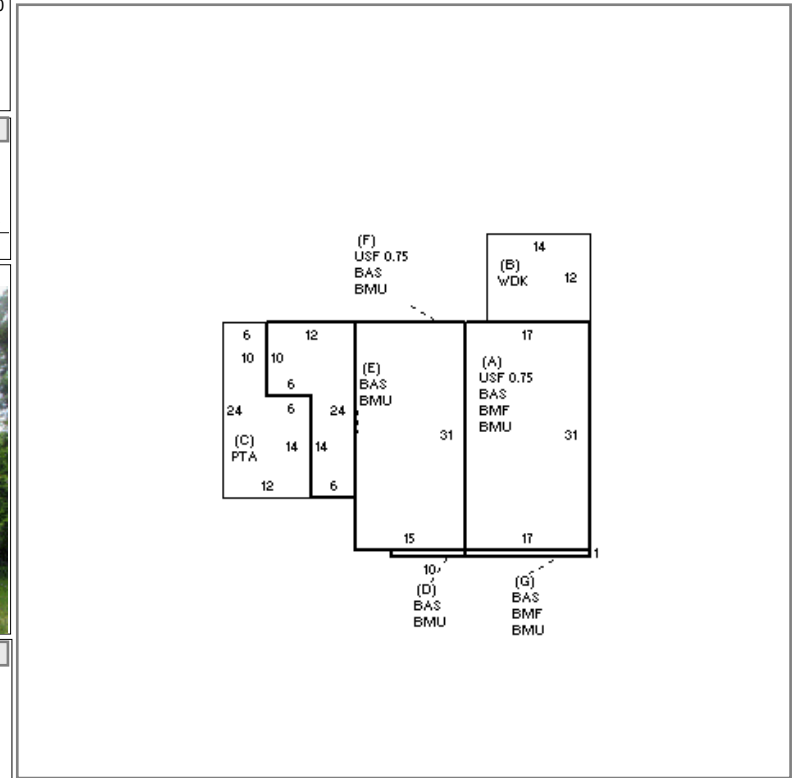 (F)
USF 0.75
BAS
BMU
14
(B)
WDK
12
6
12
17
10
10
(E)
BAS
BMU
(A)
USF 0.75
BAS
BMF
BMU
6
24
6
24
31
31
(C)
PTA
14
14
12
6
15
17
1
10
(D)
BAS
BMU
(G)
BAS
BMF
BMU